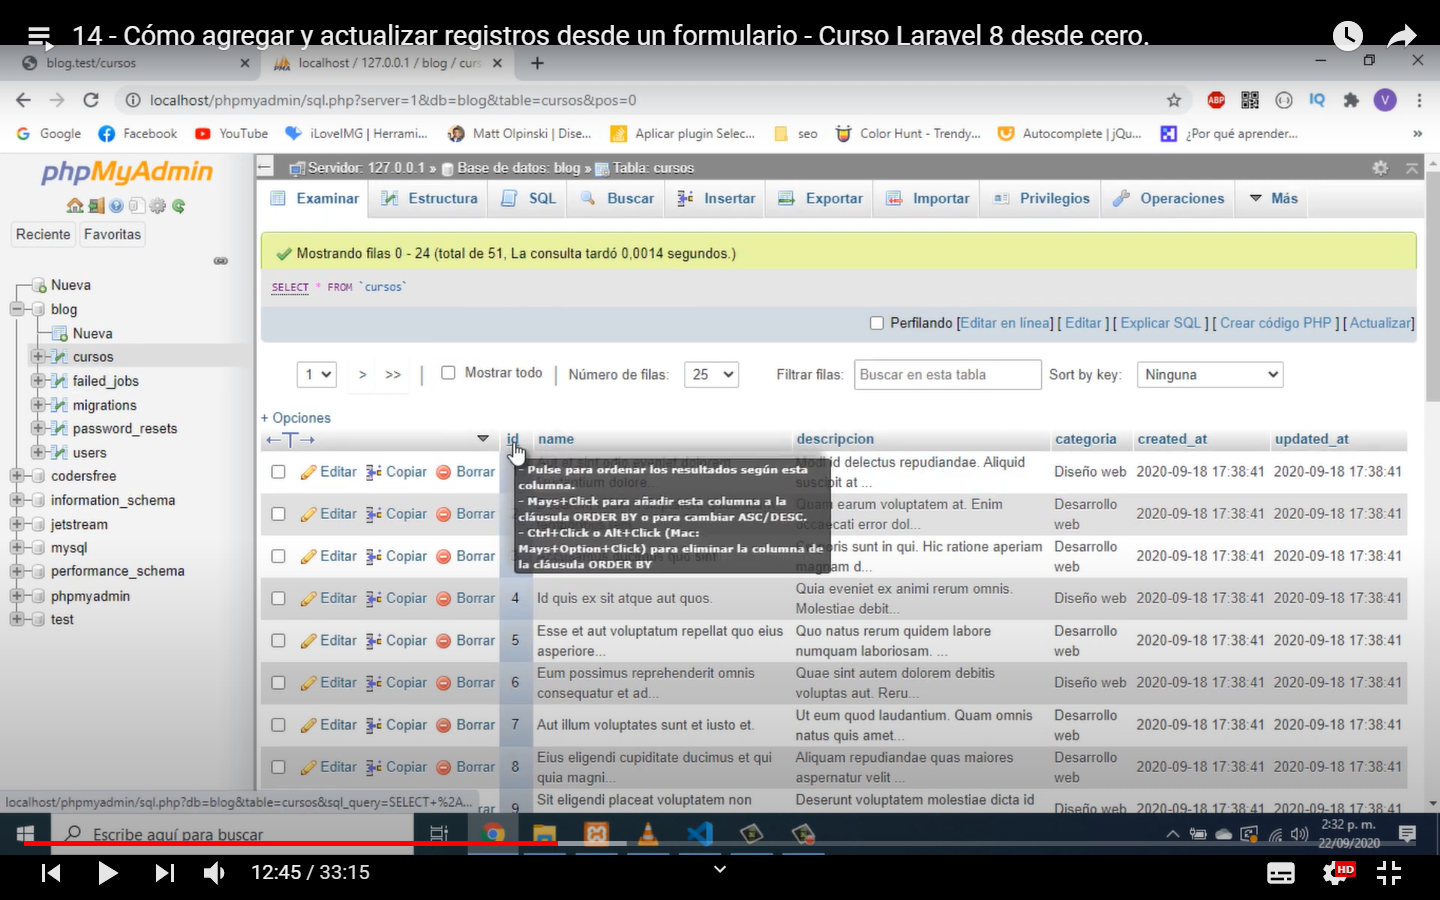 14 - Cómo agregar y actualizar registros desde un formulario - Curso Laravel 8 desde cero.
blog.test/cursos
localhost / 127.0.0.1 / blog / curs
localhost/phpmyadmin/sql.php?server=1&db=blog&table=cursos&pos=0
ABP
IQ
V
Google
Facebook
YouTube
iLoveIMG | Herrami...
Matt Olpinski | Dise...
Aplicar plugin Selec...
seo
Color Hunt - Trendy...
Autocomplete | jQu...
¿Por qué aprender...
»
phpMyAdmin
Reciente
Favoritas
Nueva
blog
Nueva
cursos
failed_jobs
migrations
password_resets
users
codersfree
information_schema
jetstream
mysql
performance_schema
phpmyadmin
test
Servidor: 127.0.0.1 » Base de datos: blog » Tabla: cursos
Examinar
Estructura
SQL
Buscar
Insertar
Exportar
Importar
Privilegios
Operaciones
Más
Mostrando filas 0 - 24 (total de 51, La consulta tardó 0,0014 segundos.)
SELECT * FROM `cursos`
Perfilando [Editar en línea] [ Editar ] [ Explicar SQL ] [ Crear código PHP ] [ Actualizar]
1 > >> | Mostrar todo | Número de filas: 25 Filtrar filas: Buscar en esta tabla Sort by key: Ninguna
+ Opciones
←T→ id name descripcion categoria created_at updated_at
- Pulse para ordenar los resultados según esta
columna.
- Mays+Click para añadir esta columna a la
cláusula ORDER BY o para cambiar ASC/DESC.
- Ctrl+Click o Alt+Click (Mac:
Mays+Option+Click) para eliminar la columna de
la cláusula ORDER BY
Editar Copiar Borrar
id delectus repudiandae. Aliquid
suscipit at ...
Diseño web 2020-09-18 17:38:41 2020-09-18 17:38:41
Editar Copiar Borrar
earum voluptatem at. Enim
occaecati error dol...
Desarrollo
web
2020-09-18 17:38:41 2020-09-18 17:38:41
Editar Copiar Borrar
sunt in qui. Hic ratione aperiam
magnam d...
Desarrollo
web
2020-09-18 17:38:41 2020-09-18 17:38:41
Editar Copiar Borrar 4 Id quis ex sit atque aut quos.
Quia eveniet ex animi rerum omnis.
Molestiae debit...
Diseño web 2020-09-18 17:38:41 2020-09-18 17:38:41
Editar Copiar Borrar 5
Esse et aut voluptatum repellat quo eius
asperiore...
Quo natus rerum quidem labore
numquam laboriosam. ...
Desarrollo
web
2020-09-18 17:38:41 2020-09-18 17:38:41
Editar Copiar Borrar 6
Eum possimus reprehenderit omnis
consequatur et ad...
Quae sint autem dolorem debitis
voluptas aut. Reru...
Diseño web 2020-09-18 17:38:41 2020-09-18 17:38:41
Editar Copiar Borrar 7 Aut illum voluptates sunt et iusto et.
Ut eum quod laudantium. Quam omnis
natus quis amet...
Desarrollo
web
2020-09-18 17:38:41 2020-09-18 17:38:41
Editar Copiar Borrar 8
Eius eligendi cupiditate ducimus et qui
quia magni...
Aliquam repudiandae quas maiores
aspernatur velit ...
Desarrollo
web
2020-09-18 17:38:41 2020-09-18 17:38:41
rar 9 Sit eligendi placeat voluptatem non
Deserunt voluptatem molestiae dicta id
Diseño web 2020-09-18 17:38:41 2020-09-18 17:38:41
localhost/phpmyadmin/sql.php?db=blog&table=cursos&sql_query=SELECT+%2A...
Escribe aquí para buscar
2:32 p. m.
22/09/2020
12:45 / 33:15
HD